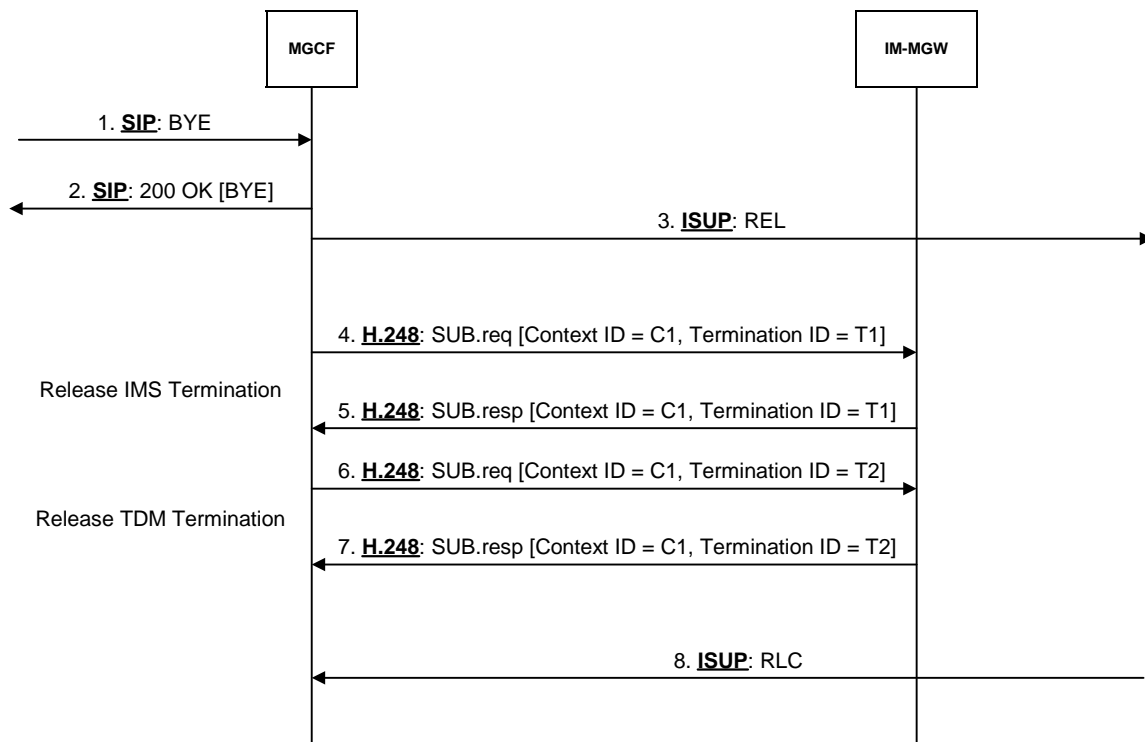 MGCF
IM-MGW
1. SIP: BYE
2. SIP: 200 OK [BYE]
3. ISUP: REL
4. H.248: SUB.req [Context ID = C1, Termination ID = T1]
Release IMS Termination
5. H.248: SUB.resp [Context ID = C1, Termination ID = T1]
6. H.248: SUB.req [Context ID = C1, Termination ID = T2]
Release TDM Termination
7. H.248: SUB.resp [Context ID = C1, Termination ID = T2]
8. ISUP: RLC